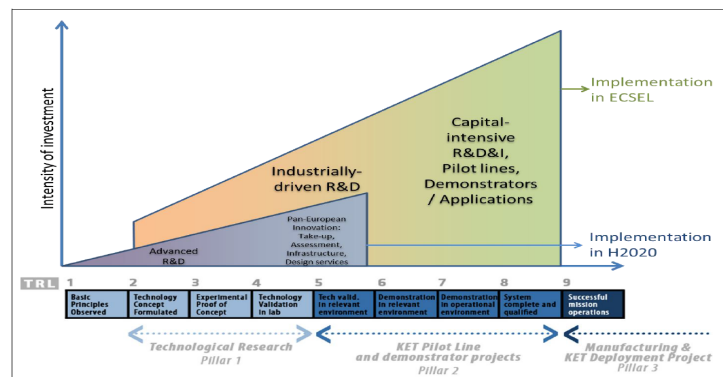 Intensity of investment
Implementation
in ECSEL
Capital-
intensive
R&D&I,
Pilot lines,
Demonstrators
/ Applications
Industrially-
driven R&D
Pan-European
Innovation:
Take-up,
Assessment,
Infrastructure,
Design services
Advanced
R&D
Implementation
in H2020
TRL
1 2 3 4 5 6 7 8 9
Basic
Principles
Observed
Technology
Concept
Formulated
Experimental
Proof of
Concept
Technology
Validation
in lab
Tech valid.
in relevant
environment
Demonstration
in relevant
environment
Demonstration
in operational
environment
System
complete and
qualified
Successful
mission
operations
Technological Research
Pillar 1
KET Pilot Line
and demonstrator projects
Pillar 2
Manufacturing &
KET Deployment Project
Pillar 3